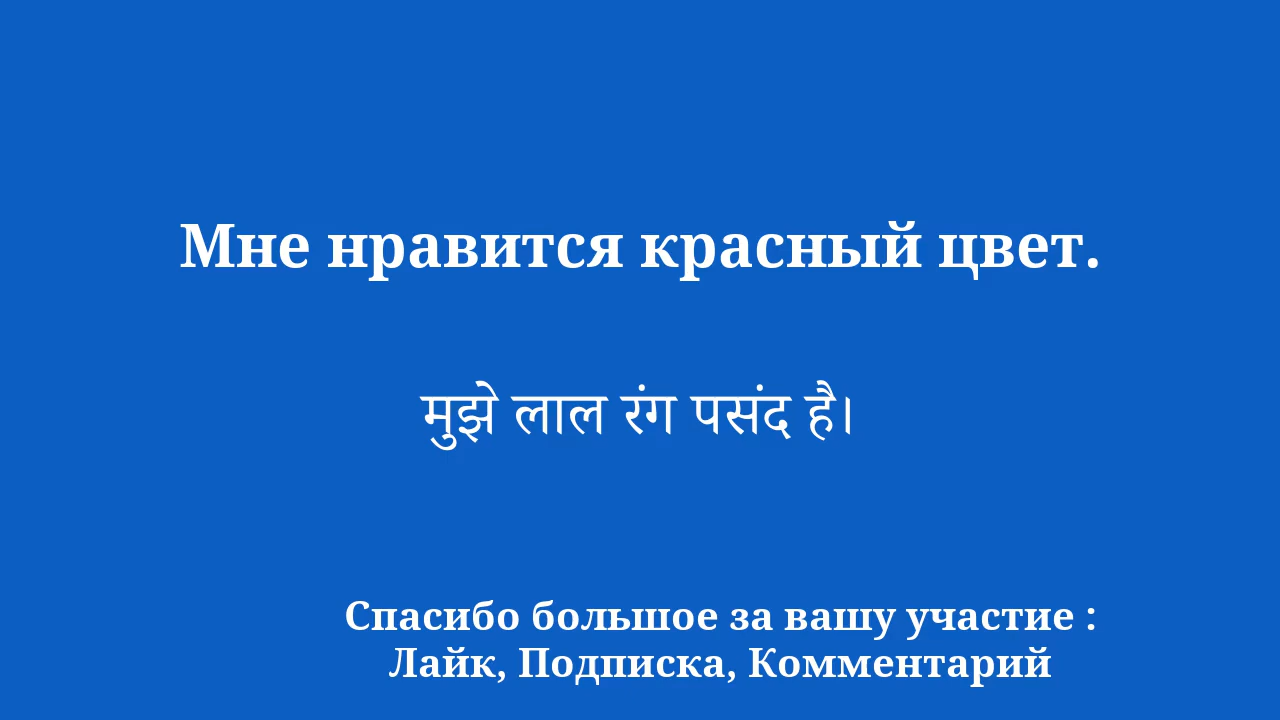 Мне нравится красный цвет.
मुझे लाल रंग पसंद है।
Спасибо большое за вашу участие :
Лайк, Подписка, Комментарий